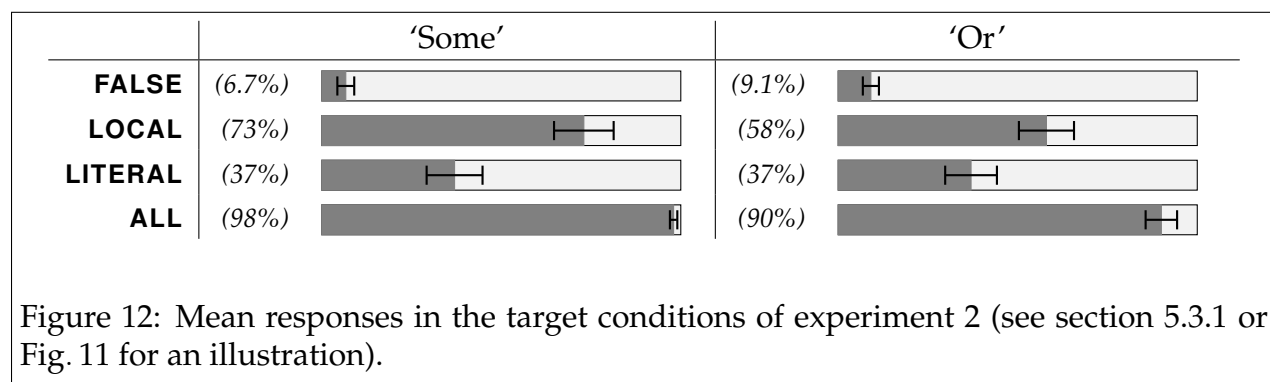 ‘Some’ ‘Or’
FALSE (6.7%) (9.1%)
LOCAL (73%) (58%)
LITERAL (37%) (37%)
ALL (98%) (90%)
Figure 12: Mean responses in the target conditions of experiment 2 (see section 5.3.1 or
Fig. 11 for an illustration).